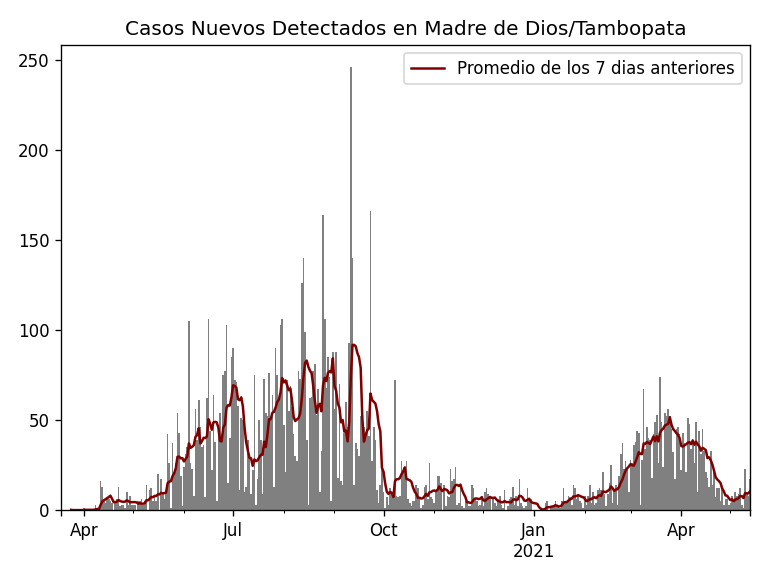 Casos Nuevos Detectados en Madre de Dios/Tambopata
Promedio de los 7 dias anteriores
250
200
150
100
50
0
Apr Jul Oct Jan Apr
2021